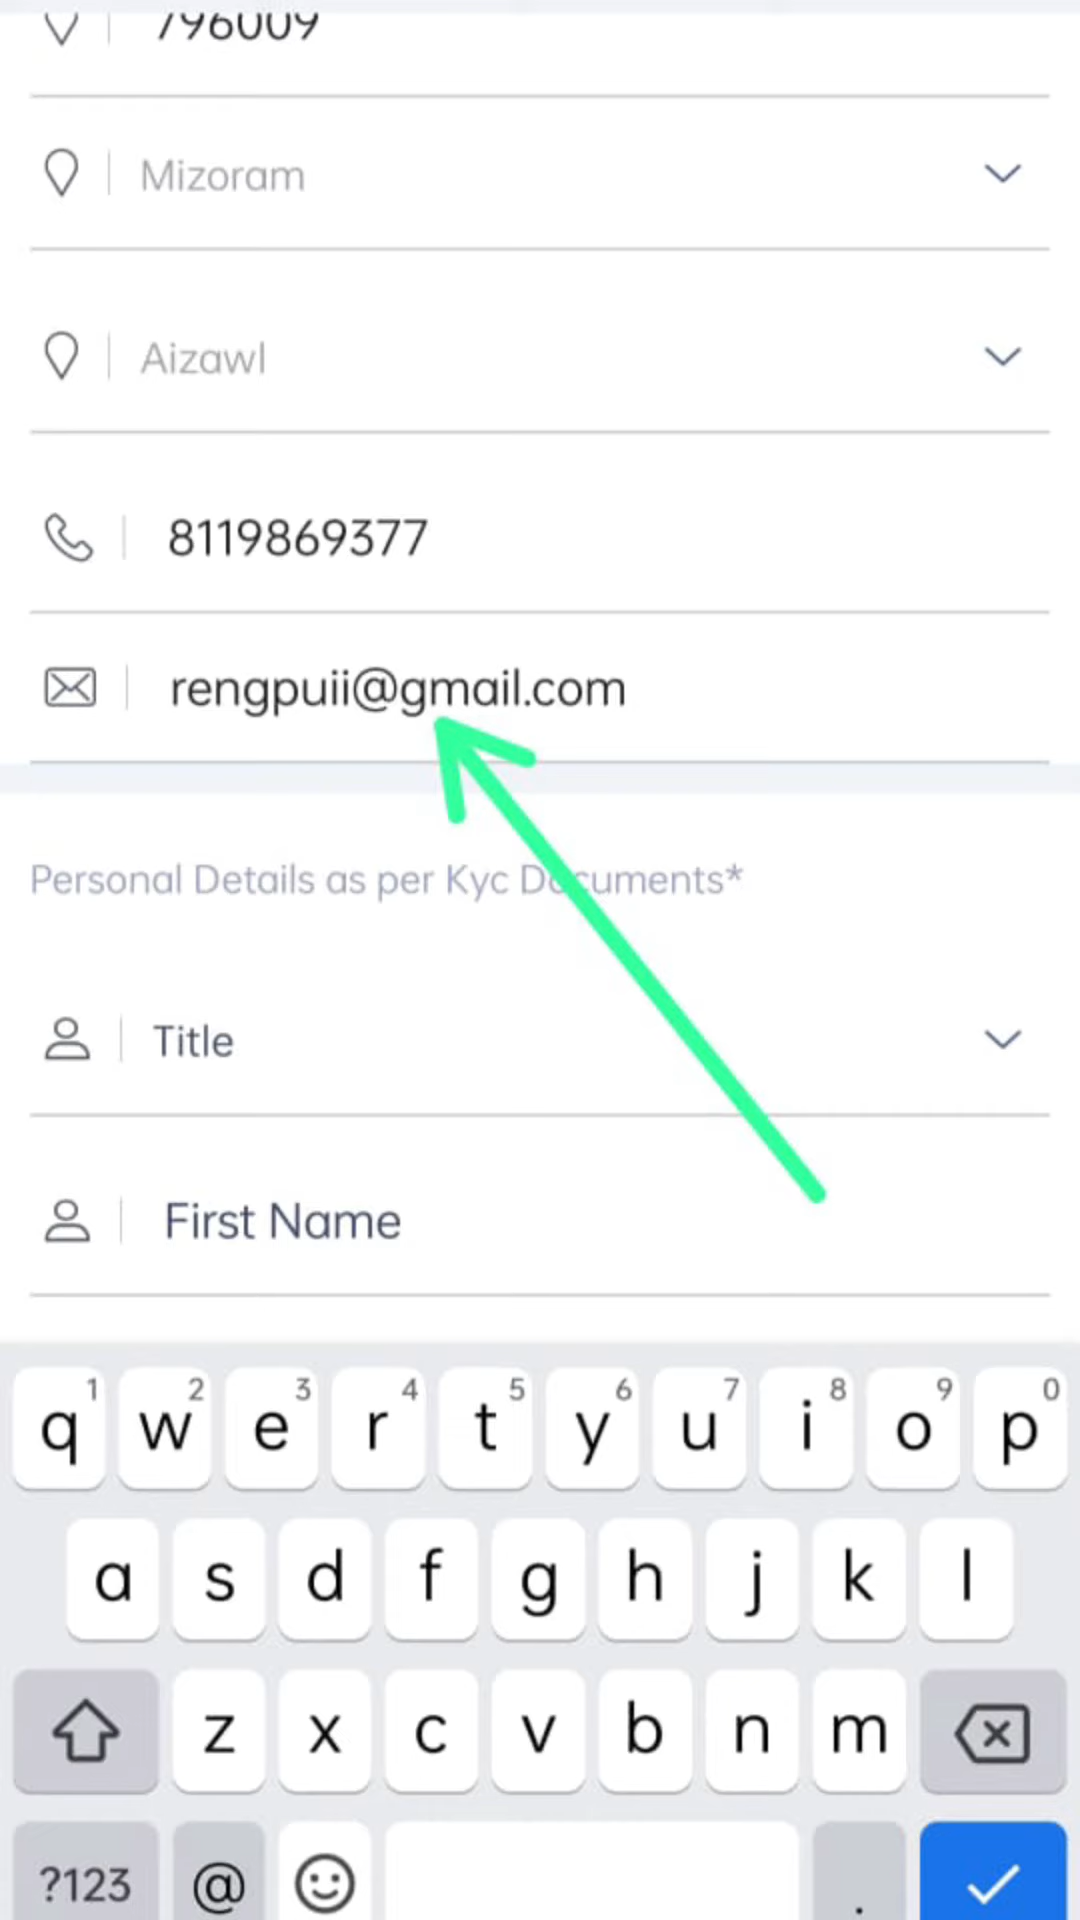 796009
Mizoram
Aizawl
8119869377
rengpuii@gmail.com
Personal Details as per Kyc Documents*
Title
First Name
1 2 3 4 5 6 7 8 9 0
q w e r t y u i o p
a s d f g h j k l
z x c v b n m
?123 @ .